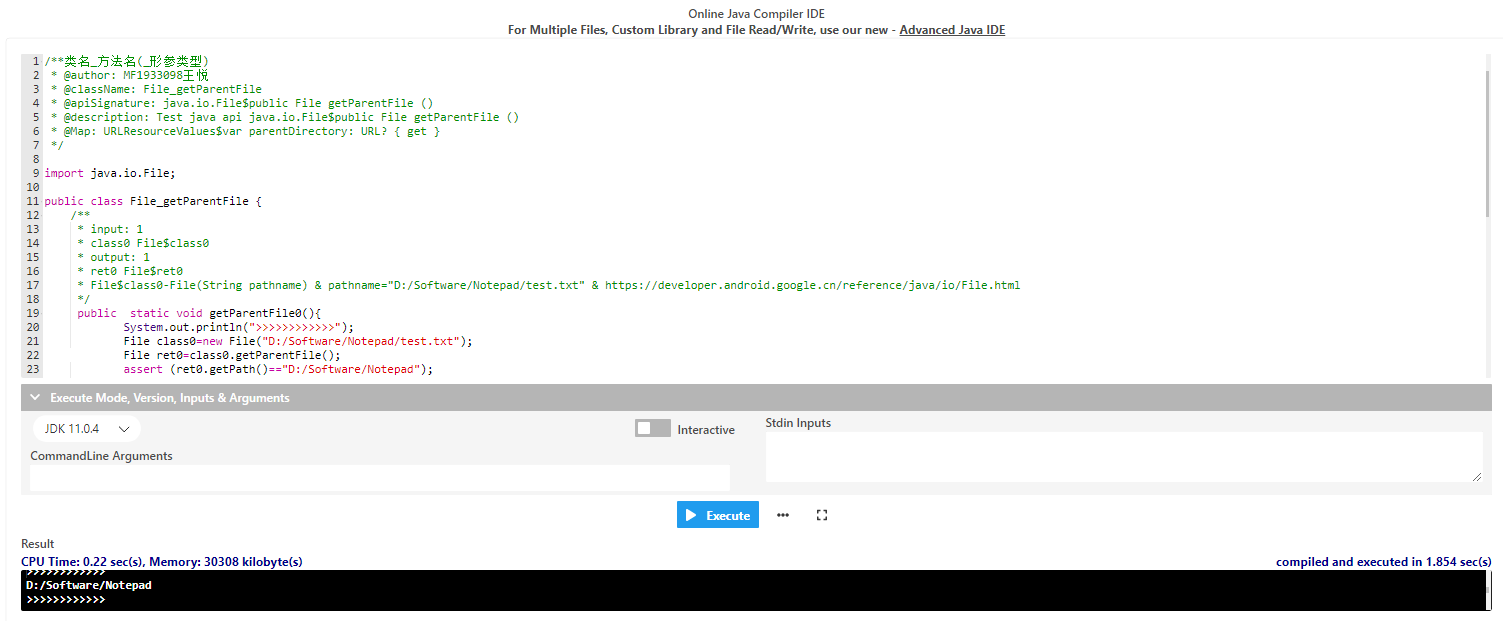 Online Java Compiler IDE
For Multiple Files, Custom Library and File Read/Write, use our new - Advanced Java IDE
1 /**类名_方法名(_形参类型)
2 * @author: MF1933098王悦
3 * @className: File_getParentFile
4 * @apiSignature: java.io.File$public File getParentFile ()
5 * @description: Test java api java.io.File$public File getParentFile ()
6 * @Map: URLResourceValues$var parentDirectory: URL? { get }
7 */
8
9 import java.io.File;
10
11 public class File_getParentFile {
12 /**
13 * input: 1
14 * class0 File$class0
15 * output: 1
16 * ret0 File$ret0
17 * File$class0-File(String pathname) & pathname="D:/Software/Notepad/test.txt" & https://developer.android.google.cn/reference/java/io/File.html
18 */
19 public  static void getParentFile0(){
20 System.out.println(">>>>>>>>>>>>");
21 File class0=new File("D:/Software/Notepad/test.txt");
22 File ret0=class0.getParentFile();
23 assert (ret0.getPath()=="D:/Software/Notepad");
Execute Mode, Version, Inputs & Arguments
JDK 11.0.4
Interactive
Stdin Inputs
CommandLine Arguments
Execute
Result
CPU Time: 0.22 sec(s), Memory: 30308 kilobyte(s)
compiled and executed in 1.854 sec(s)
>>>>>>>>>>>>
D:/Software/Notepad
>>>>>>>>>>>>